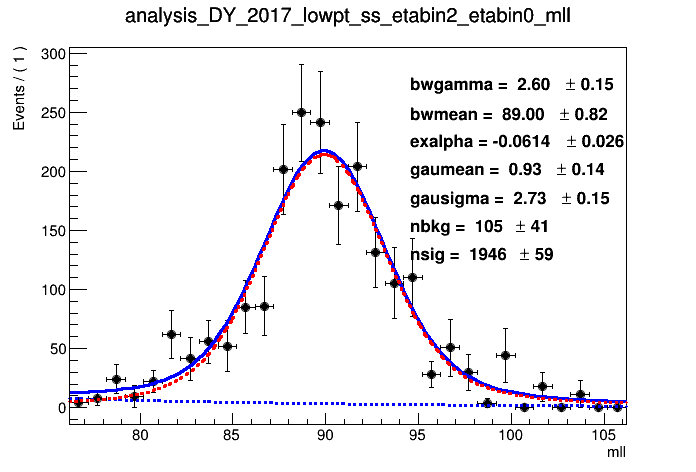 analysis_DY_2017_lowpt_ss_etabin2_etabin0_mll
Events / ( 1 )
300
250
200
150
100
50
0
bwgamma = 2.60 ± 0.15
bwmean = 89.00 ± 0.82
exalpha = -0.0614 ± 0.026
gaumean = 0.93 ± 0.14
gausigma = 2.73 ± 0.15
nbkg = 105 ± 41
nsig = 1946 ± 59
80 85 90 95 100 105
mll